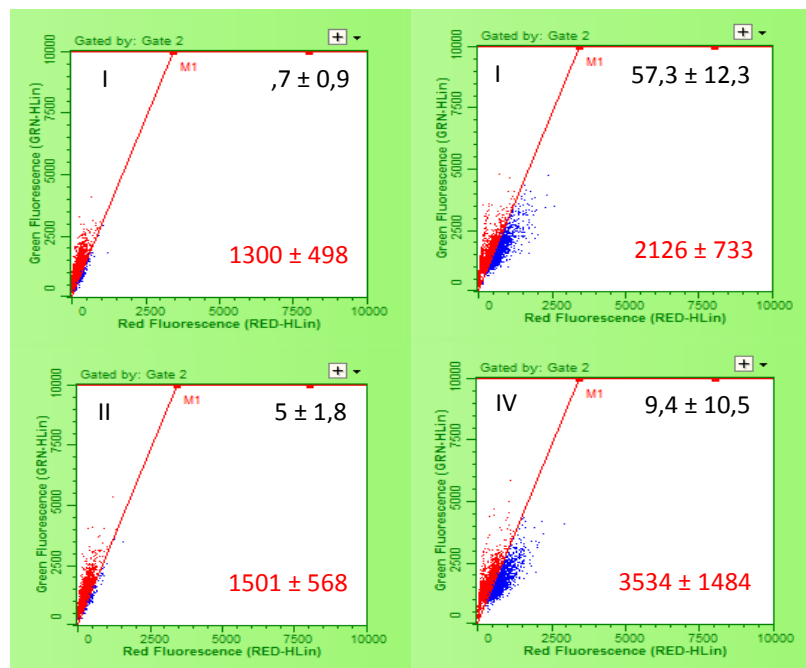 Gated by: Gate 2
+
I
,7 ± 0,9
M1
1300 ± 498
Green Fluorescence (GRN-HLin)
0 2500 5000 7500 10000
0 2500 5000 7500 10000
Red Fluorescence (RED-HLin)
Gated by: Gate 2
+
I
57,3 ± 12,3
M1
2126 ± 733
Green Fluorescence (GRN-HLin)
0 2500 5000 7500 10000
0 2500 5000 7500 10000
Red Fluorescence (RED-HLin)
Gated by: Gate 2
+
II
5 ± 1,8
M1
1501 ± 568
Green Fluorescence (GRN-HLin)
0 2500 5000 7500 10000
0 2500 5000 7500 10000
Red Fluorescence (RED-HLin)
Gated by: Gate 2
+
IV
9,4 ± 10,5
M1
3534 ± 1484
Green Fluorescence (GRN-HLin)
0 2500 5000 7500 10000
0 2500 5000 7500 10000
Red Fluorescence (RED-HLin)